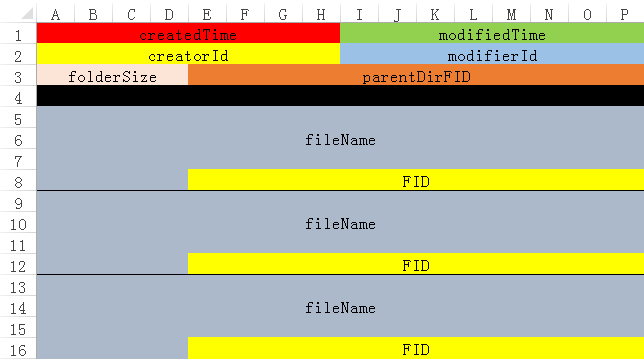 A B C D E F G H I J K L M N O P
1 createdTime modifiedTime
2 creatorId modifierId
3 folderSize parentDirFID
4
5
6 fileName
7
8 FID
9
10 fileName
11
12 FID
13
14 fileName
15
16 FID